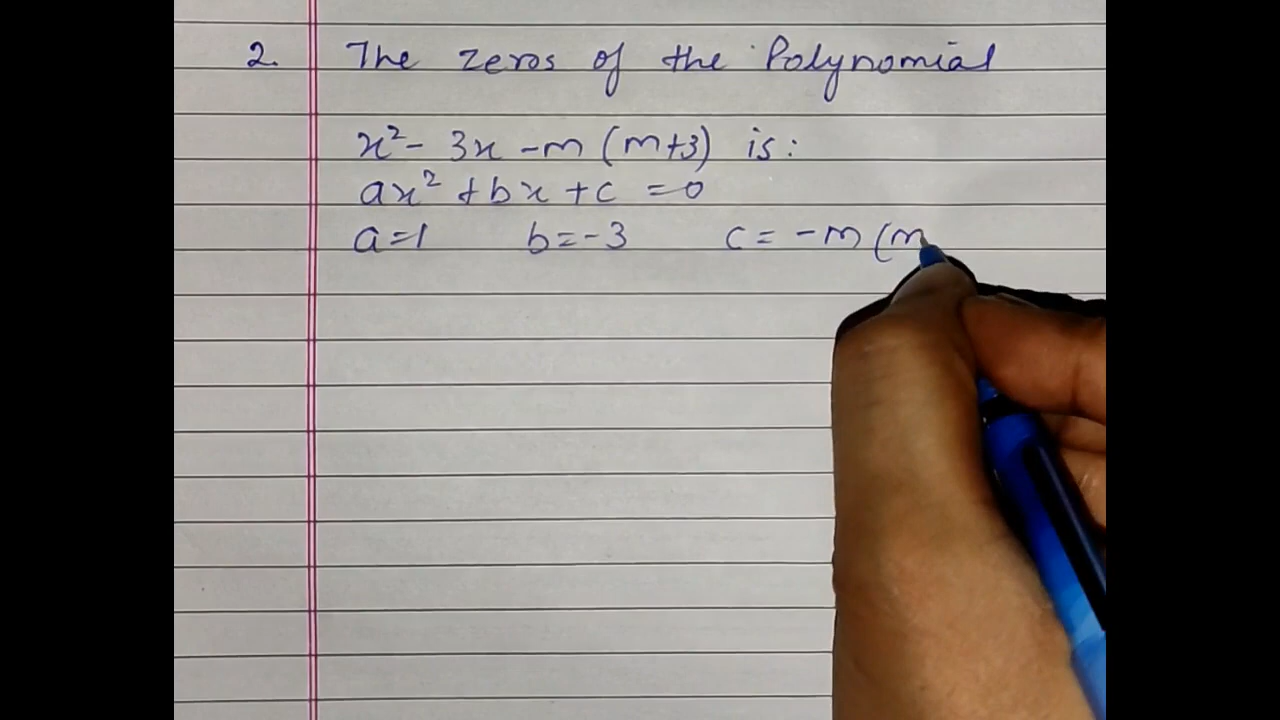 2. The zeros of the Polynomial
x² - 3x - m (m+3) is:
ax² + bx + c = 0
a=1 b=-3 c= -m (m